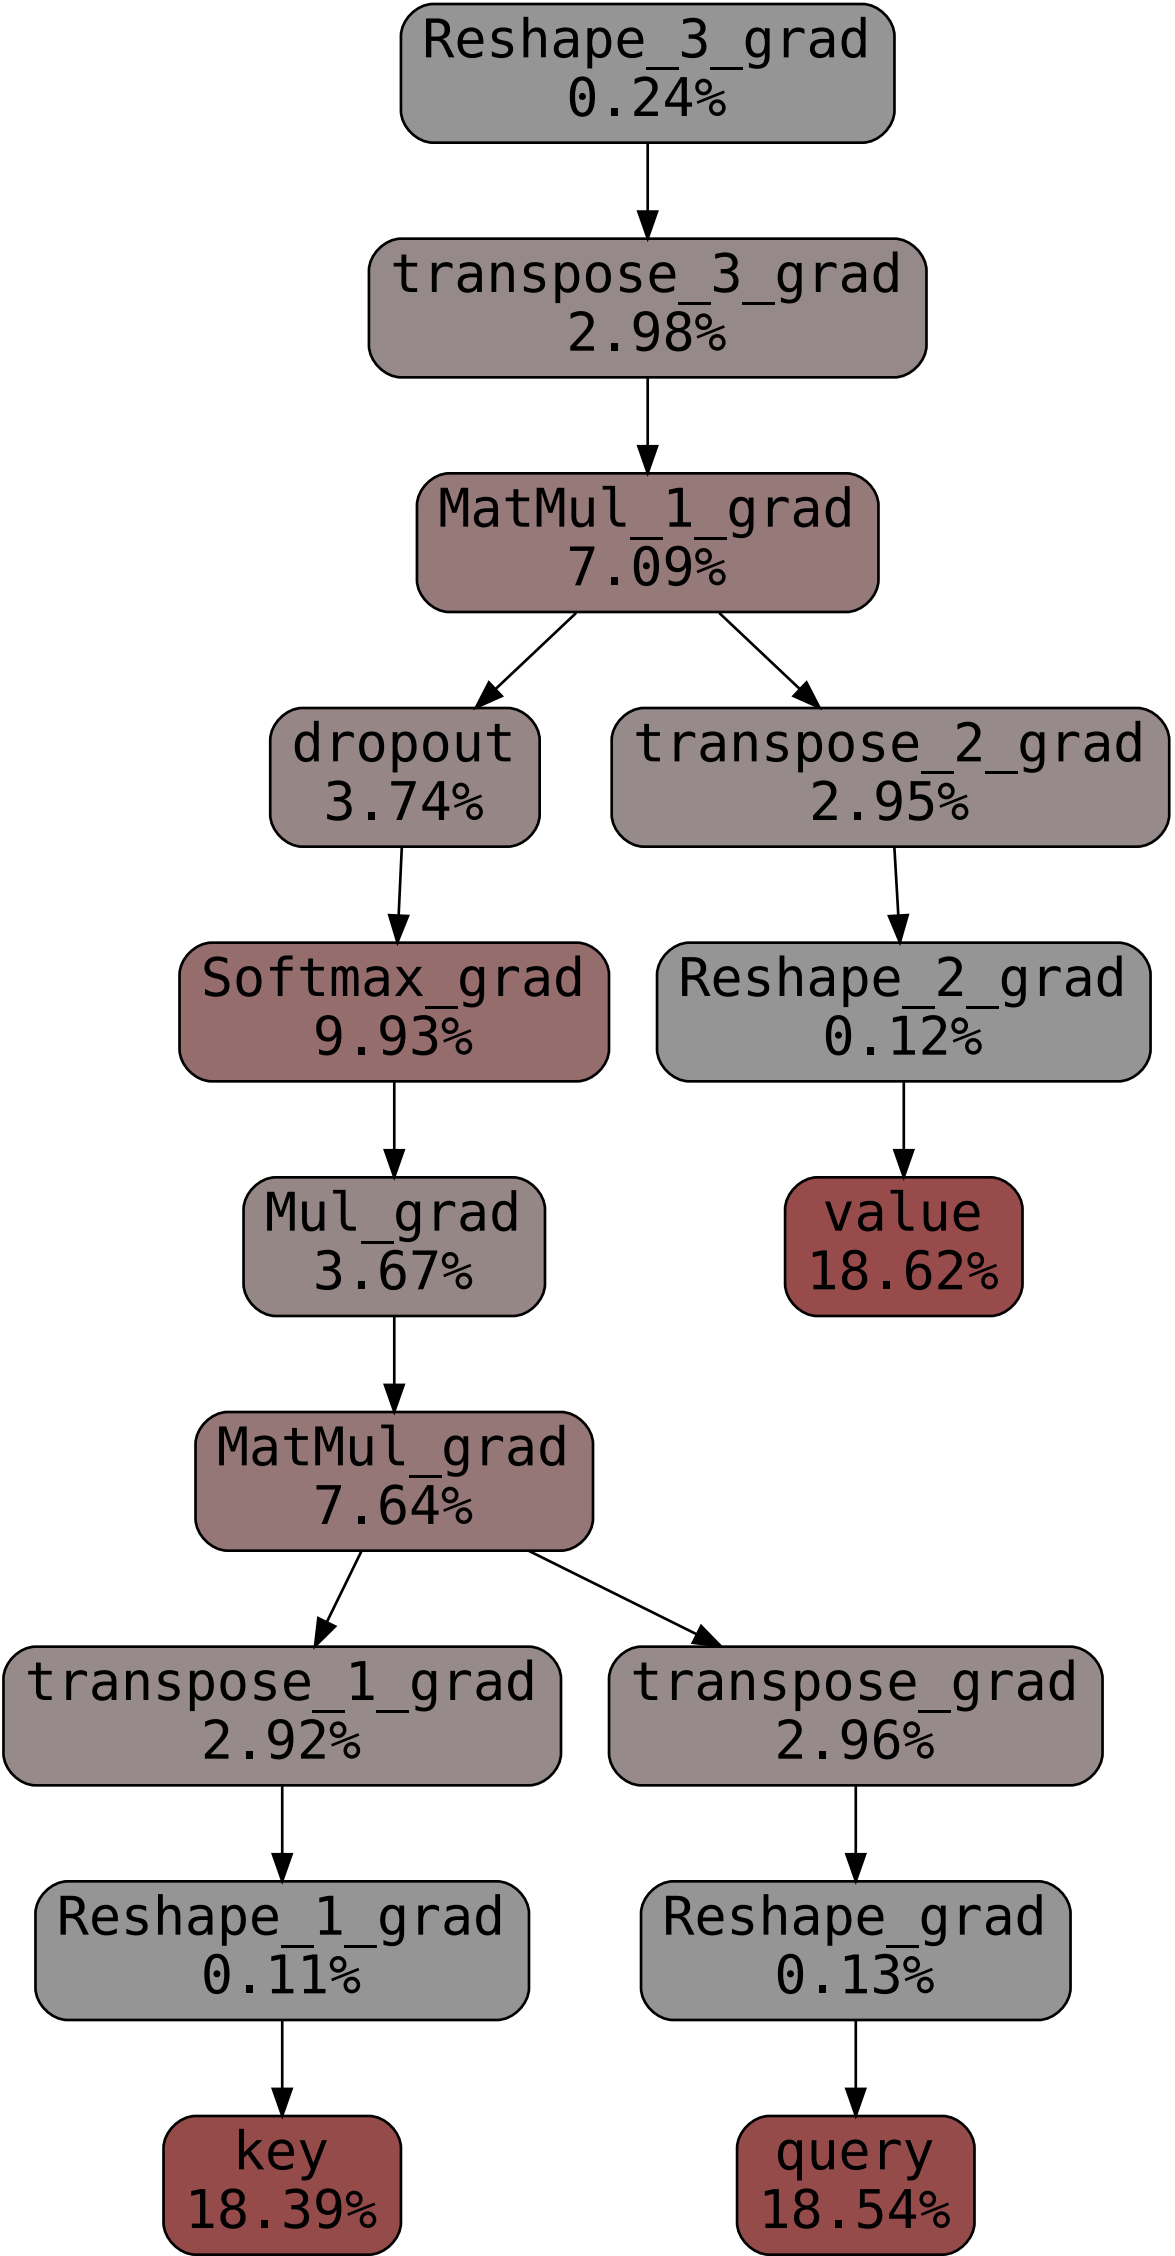 Reshape_3_grad
0.24%
transpose_3_grad
2.98%
MatMul_1_grad
7.09%
dropout
3.74%
transpose_2_grad
2.95%
Softmax_grad
9.93%
Reshape_2_grad
0.12%
Mul_grad
3.67%
value
18.62%
MatMul_grad
7.64%
transpose_1_grad
2.92%
transpose_grad
2.96%
Reshape_1_grad
0.11%
Reshape_grad
0.13%
key
18.39%
query
18.54%